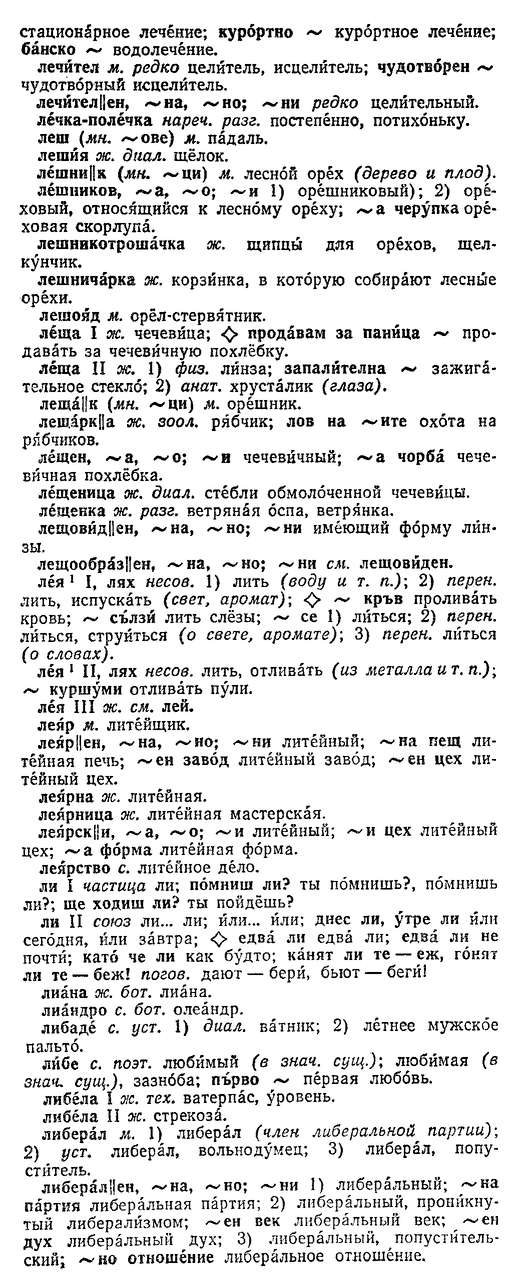 стациона́рное лече́ние; куро́ртно ~ куро́ртное лече́ние;
ба́нско ~ водолече́ние.
лечи́тел м. редко цели́тель, исцели́тель; чудотво́рен ~
чудотво́рный исцели́тель.
лечи́тел||ен, ~на, ~но; ~ни редко цели́тельный.
ле́чка-поле́чка нареч. разг. постепе́нно, потихо́ньку.
леш (мн. ~ове) м. па́даль.
леши́я ж. диал. щёлок.
ле́шни||к (мн. ~ци) м. лесно́й оре́х (дерево и плод).
ле́шников, ~а, ~о; ~и 1) оре́шниковый); 2) оре́-
ховый, относя́щийся к лесно́му оре́ху; ~а черу́пка оре́-
ховая скорлупа́.
лешникотроша́чка ж. щипцы́ для оре́хов, щел-
ку́нчик.
лешнича́рка ж. корзи́нка, в кото́рую собира́ют лесны́е
оре́хи.
лешоя́д м. орёл-стервя́тник.
ле́ща I ж. чечеви́ца; ◇ прода́вам за пани́ца ~ про-
дава́ть за чечеви́чную похлёбку.
ле́ща II ж. 1) физ. ли́нза; запали́телна ~ зажига́-
тельное стекло́; 2) анат. хруста́лик (глаза).
леща́||к (мн. ~ци) м. оре́шник.
леща́рк||а ж. зоол. ря́бчик; лов на ~ите охо́та на
ря́бчиков.
ле́щен, ~а, ~о; ~и чечеви́чный; ~а чорба́ чече-
ви́чная похлёбка.
ле́щеница ж. диал. сте́бли обмоло́ченной чечеви́цы.
ле́щенка ж. разг. ветряна́я о́спа, ветря́нка.
лещови́д||ен, ~на, ~но; ~ни име́ющий фо́рму ли́н-
зы.
лещообра́з||ен, ~на, ~но; ~ни см. лещови́ден.
ле́я¹ I, лях несов. 1) лить (воду и т. п.); 2) перен.
лить, испуска́ть (свет, аромат); ◇ ~ кръв пролива́ть
кровь; ~ сълзи́ лить слёзы; ~ се 1) ли́ться; 2) перен.
ли́ться, струи́ться (о свете, аромате); 3) перен. ли́ться
(о словах).
ле́я¹ II, лях несов. лить, отлива́ть (из металла и т. п.);
~ куршу́ми отлива́ть пу́ли.
ле́я III ж. см. лей.
лея́р м. лите́йщик.
лея́р||ен, ~на, ~но; ~ни лите́йный; ~на пещ ли-
те́йная печь; ~ен заво́д лите́йный заво́д; ~ен цех ли-
те́йный цех.
лея́рна ж. лите́йная.
лея́рница ж. лите́йная мастерска́я.
лея́рск||и, ~а, ~о; ~и лите́йный; ~и цех лите́йный
цех; ~а фо́рма лите́йная фо́рма.
лея́рство с. лите́йное де́ло.
ли I частица ли; по́мниш ли? ты по́мнишь?, по́мнишь
ли?; ще хо́диш ли? ты пойдёшь?
ли II союз ли... ли; и́ли... и́ли; днес ли, у́тре ли и́ли
сего́дня, и́ли за́втра; ◇ едва́ ли едва́ ли; едва́ ли не
почти́; като́ че ли как бу́дто; ка́нят ли те — еж, го́нят
ли те — беж! погов. даю́т — бери́, бьют — беги́!
лиа́на ж. бот. лиа́на.
лиа́ндро с. бот. олеа́ндр.
либаде́ с. уст. 1) диал. ва́тник; 2) ле́тнее мужско́е
пальто́.
ли́бе с. поэт. люби́мый (в знач. сущ.); люби́мая (в
знач. сущ.), зазно́ба; пъ́рво ~ пе́рвая любо́вь.
либе́ла I ж. тех. ватерпа́с, у́ровень.
либе́ла II ж. стрекоза́.
либера́л м. 1) либера́л (член либеральной партии);
2) уст. либера́л, вольноду́мец; 3) либера́л, попу-
сти́тель.
либера́л||ен, ~на, ~но; ~ни 1) либера́льный; ~на
па́ртия либера́льная па́ртия; 2) либера́льный, прони́кну-
тый либерали́змом; ~ен век либера́льный век; ~ен
дух либера́льный дух; 3) либера́льный, попусти́тель-
ский; ~но отноше́ние либера́льное отноше́ние.